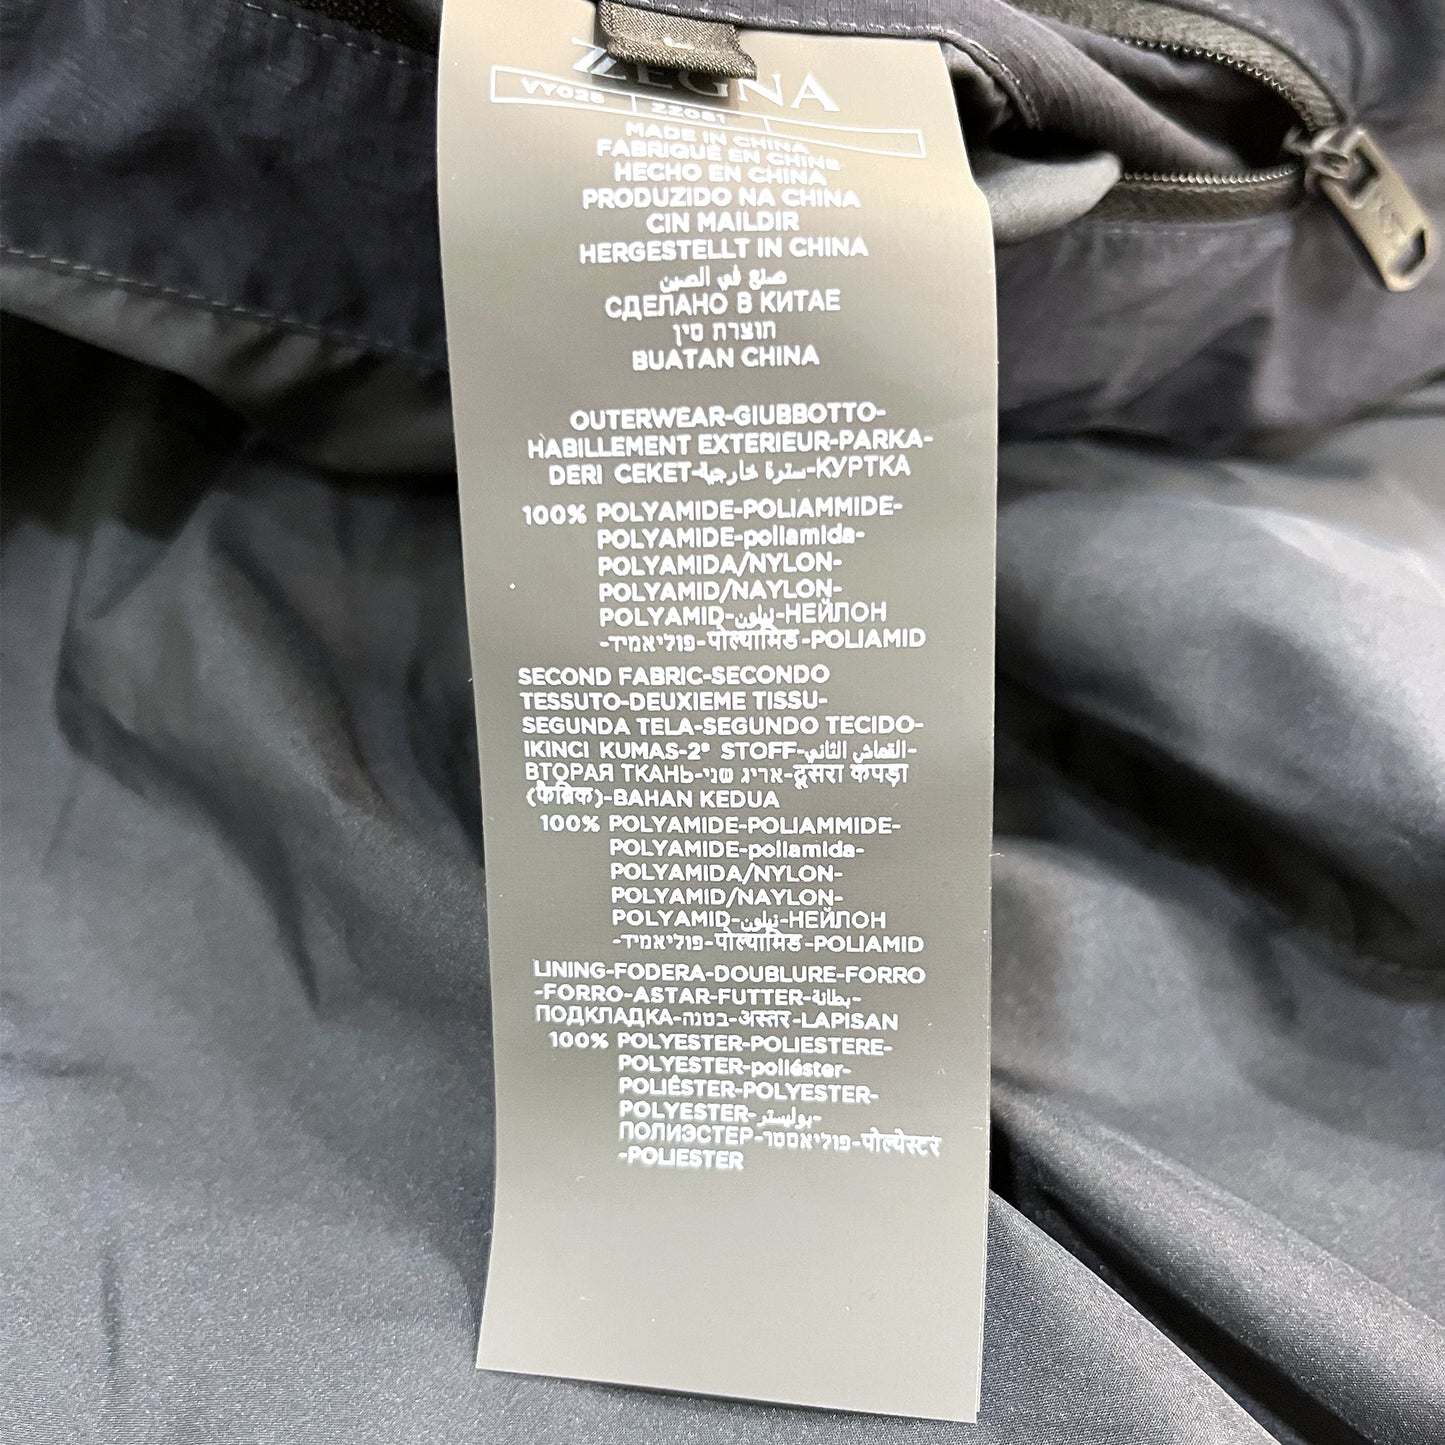 ZZEGNA
VY028 ZZ081
MADE IN CHINA
FABRIQUÉ EN CHINE
HECHO EN CHINA
PRODUZIDO NA CHINA
CIN MAILDIR
HERGESTELLT IN CHINA
صنع في الصين
СДЕЛАНО В КИТАЕ
תוצרת סין
BUATAN CHINA
OUTERWEAR-GIUBBOTTO-
HABILLEMENT EXTERIEUR-PARKA-
DERI CEKET-سترة خارجية-КУРТКА
100% POLYAMIDE-POLIAMMIDE-
POLYAMIDE-poliamida-
POLYAMIDA/NYLON-
POLYAMID/NAYLON-
POLYAMID-نيلون-НЕЙЛОН
-פוליאמיד-पोल्यामिड-POLIAMID
SECOND FABRIC-SECONDO
TESSUTO-DEUXIEME TISSU-
SEGUNDA TELA-SEGUNDO TECIDO-
IKINCI KUMAS-2° STOFF-القماش الثاني-
ВТОРАЯ ТКАНЬ-אריג שני-दूसरा कपड़ा
(फैब्रिक)-BAHAN KEDUA
100% POLYAMIDE-POLIAMMIDE-
POLYAMIDE-poliamida-
POLYAMIDA/NYLON-
POLYAMID/NAYLON-
POLYAMID-نيلون-НЕЙЛОН
-פוליאמיד-पोल्यामिड-POLIAMID
LINING-FODERA-DOUBLURE-FORRO
-FORRO-ASTAR-FUTTER-بطانة-
ПОДКЛАДКА-בטנה-अस्तर-LAPISAN
100% POLYESTER-POLIESTERE-
POLYESTER-poliéster-
POLIÉSTER-POLYESTER-
POLYESTER-بوليستر-
ПОЛИЭСТЕР-פוליאסטר-पोल्येस्टर
-POLIESTER